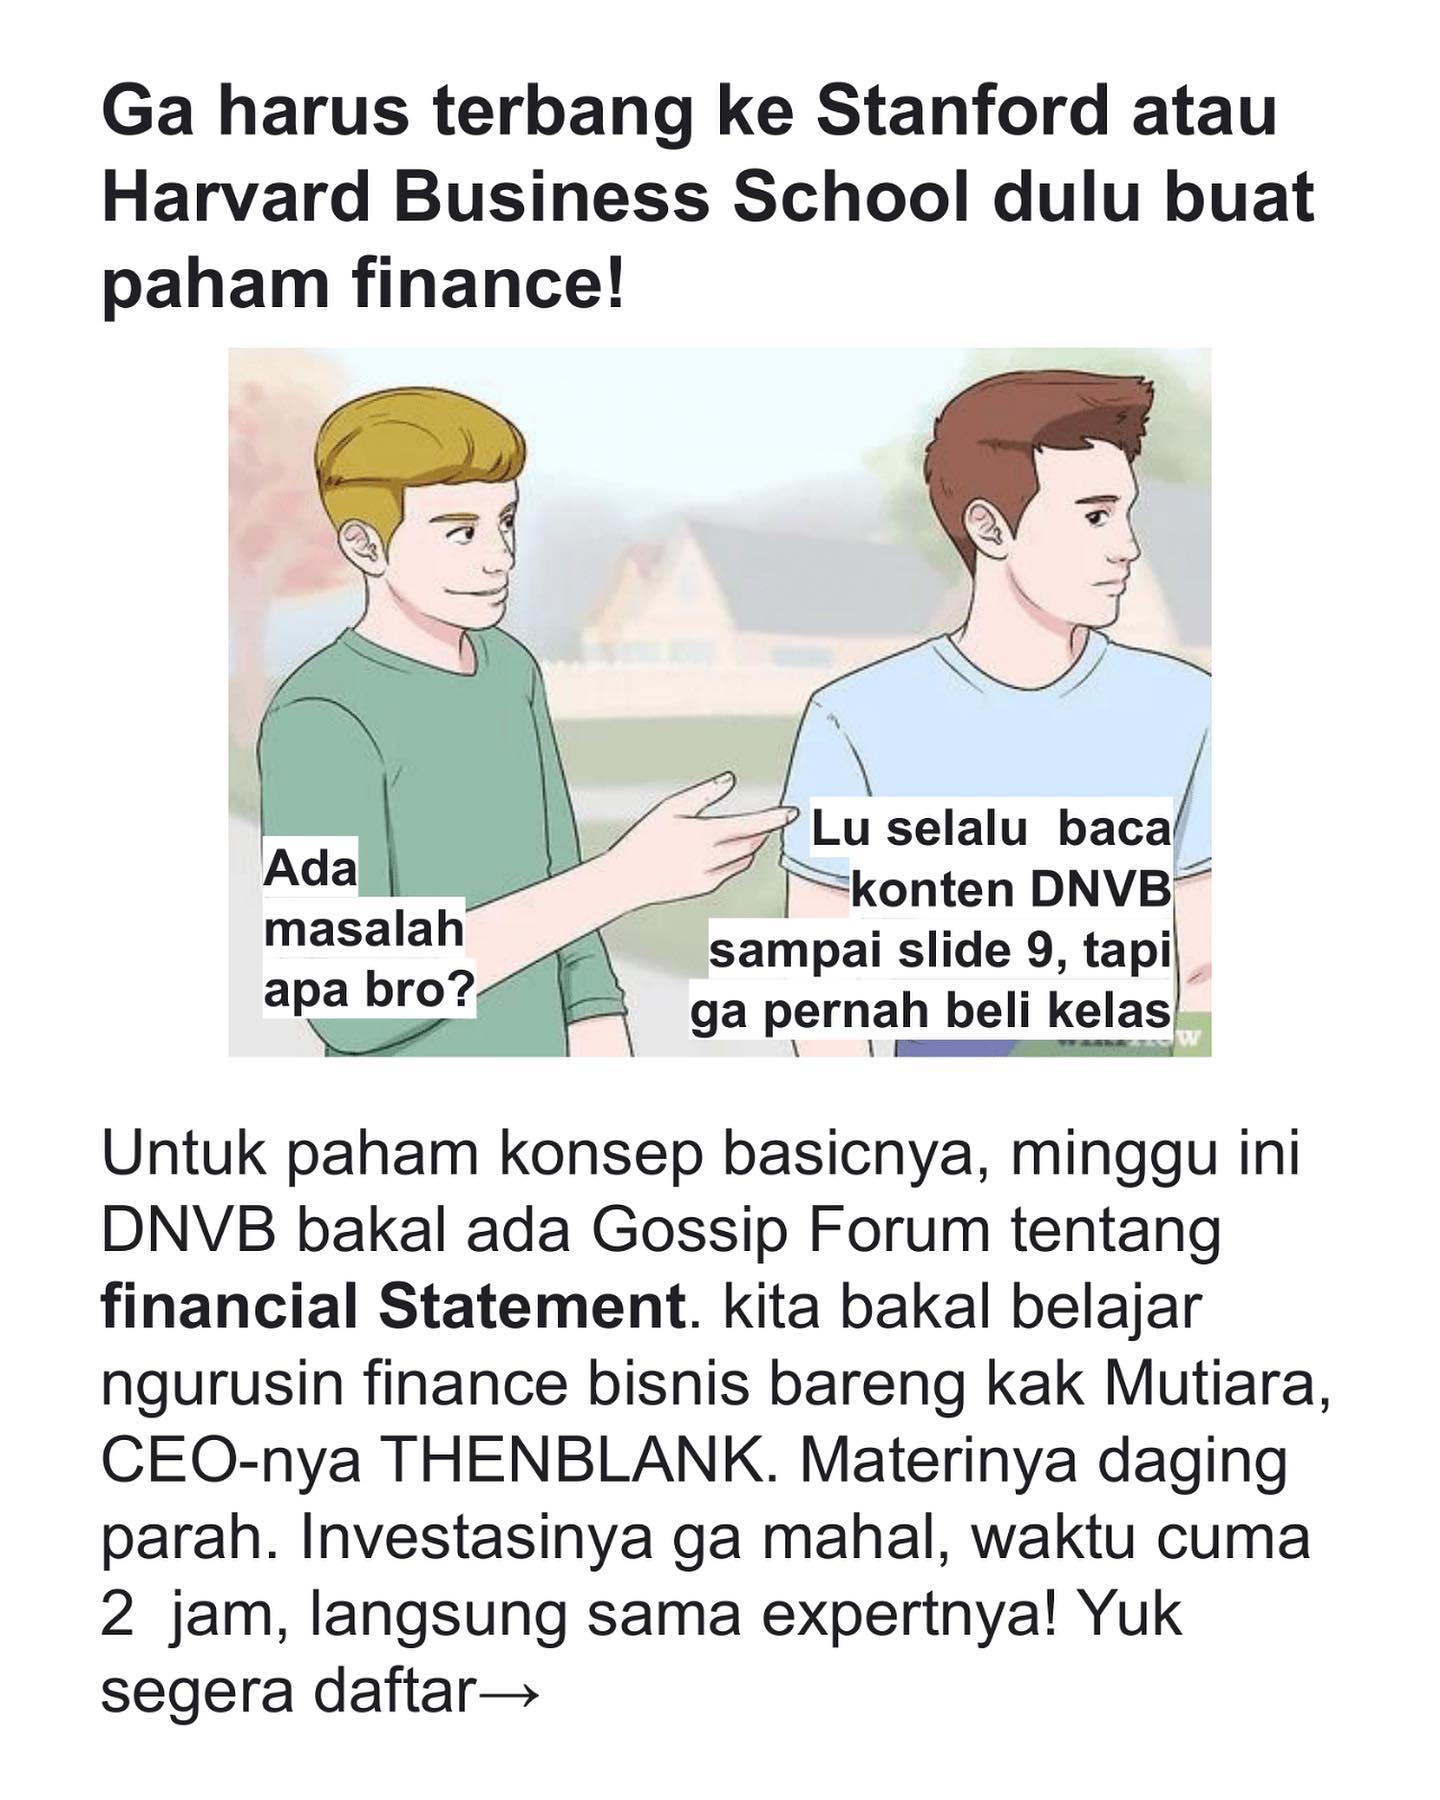 Ga harus terbang ke Stanford atau
Harvard Business School dulu buat
paham finance!
Ada
masalah
apa bro?
Lu selalu  baca
konten DNVB
sampai slide 9, tapi
ga pernah beli kelas
Untuk paham konsep basicnya, minggu ini
DNVB bakal ada Gossip Forum tentang
financial Statement. kita bakal belajar
ngurusin finance bisnis bareng kak Mutiara,
CEO-nya THENBLANK. Materinya daging
parah. Investasinya ga mahal, waktu cuma
2  jam, langsung sama expertnya! Yuk
segera daftar→